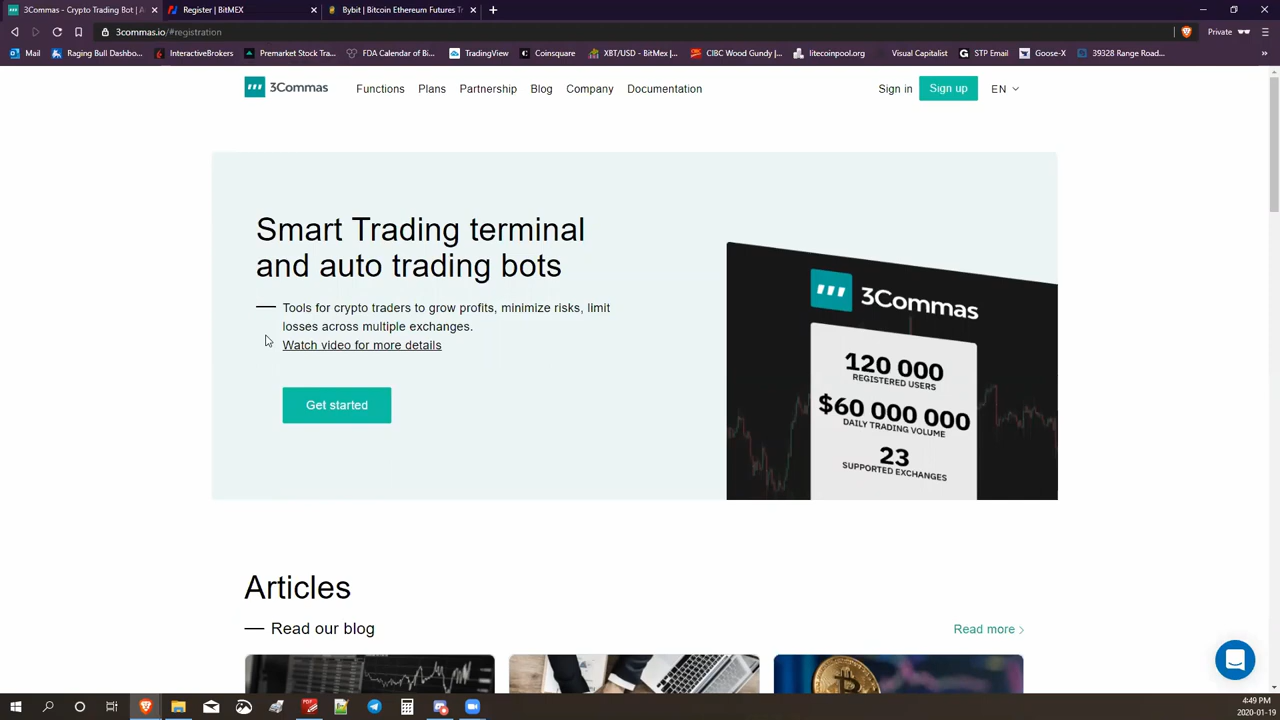 3Commas - Crypto Trading Bot | A
Register | BitMEX
Bybit | Bitcoin Ethereum Futures T
3commas.io/#registration
Private
Mail
Raging Bull Dashbo...
InteractiveBrokers
Premarket Stock Tra...
FDA Calendar of Bi...
TradingView
Coinsquare
XBT/USD - BitMex |...
CIBC Wood Gundy |...
litecoinpool.org
Visual Capitalist
STP Email
Goose-X
39328 Range Road...
3Commas
Functions
Plans
Partnership
Blog
Company
Documentation
Sign in
Sign up
EN
Smart Trading terminal
and auto trading bots
Tools for crypto traders to grow profits, minimize risks, limit
losses across multiple exchanges.
Watch video for more details
Get started
3Commas
120 000
REGISTERED USERS
$60 000 000
DAILY TRADING VOLUME
23
SUPPORTED EXCHANGES
Articles
Read our blog
Read more
4:49 PM
2020-01-19